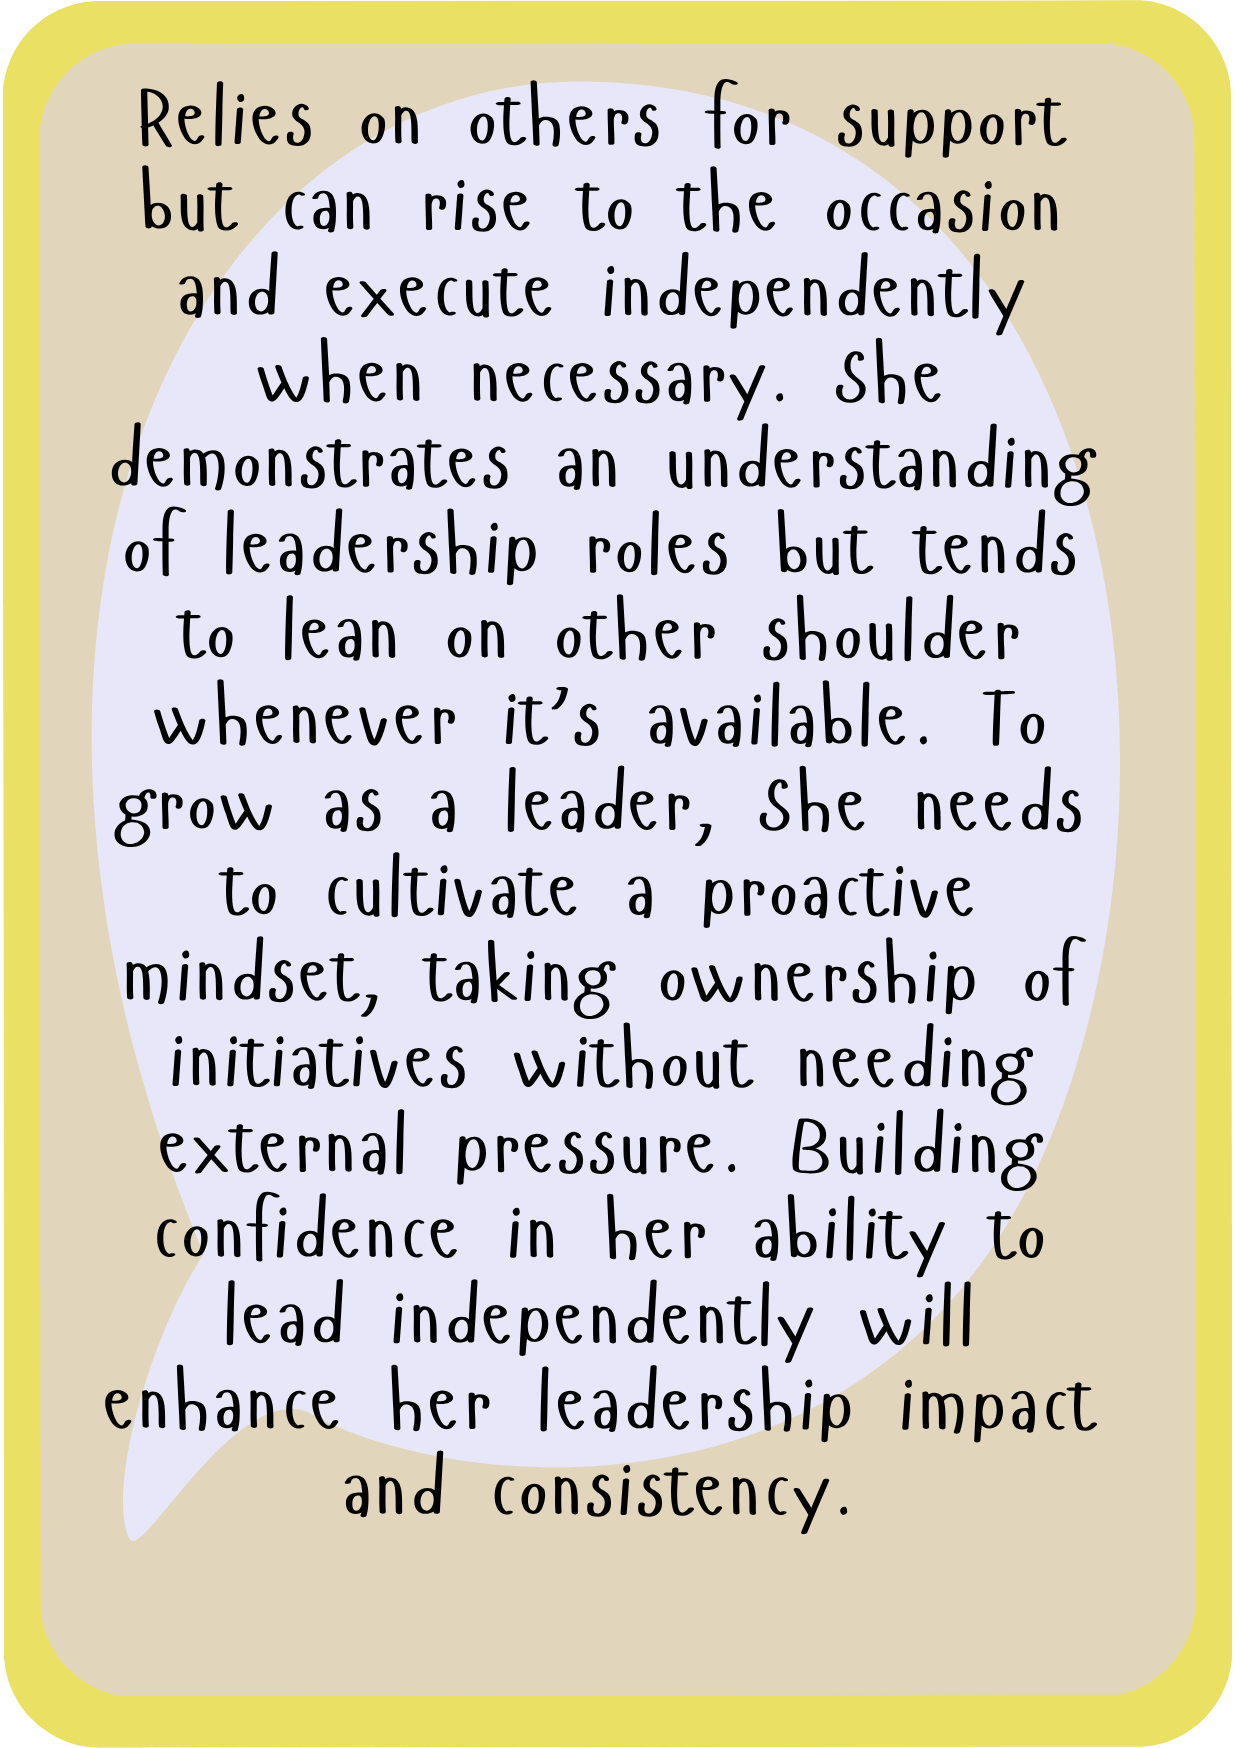 Relies on others for support
but can rise to the occasion
and execute independently
when necessary. She
demonstrates an understanding
of leadership roles but tends
to lean on other shoulder
whenever it’s available. To
grow as a leader, She needs
to cultivate a proactive
mindset, taking ownership of
initiatives without needing
external pressure. Building
confidence in her ability to
lead independently will
enhance her leadership impact
and consistency.